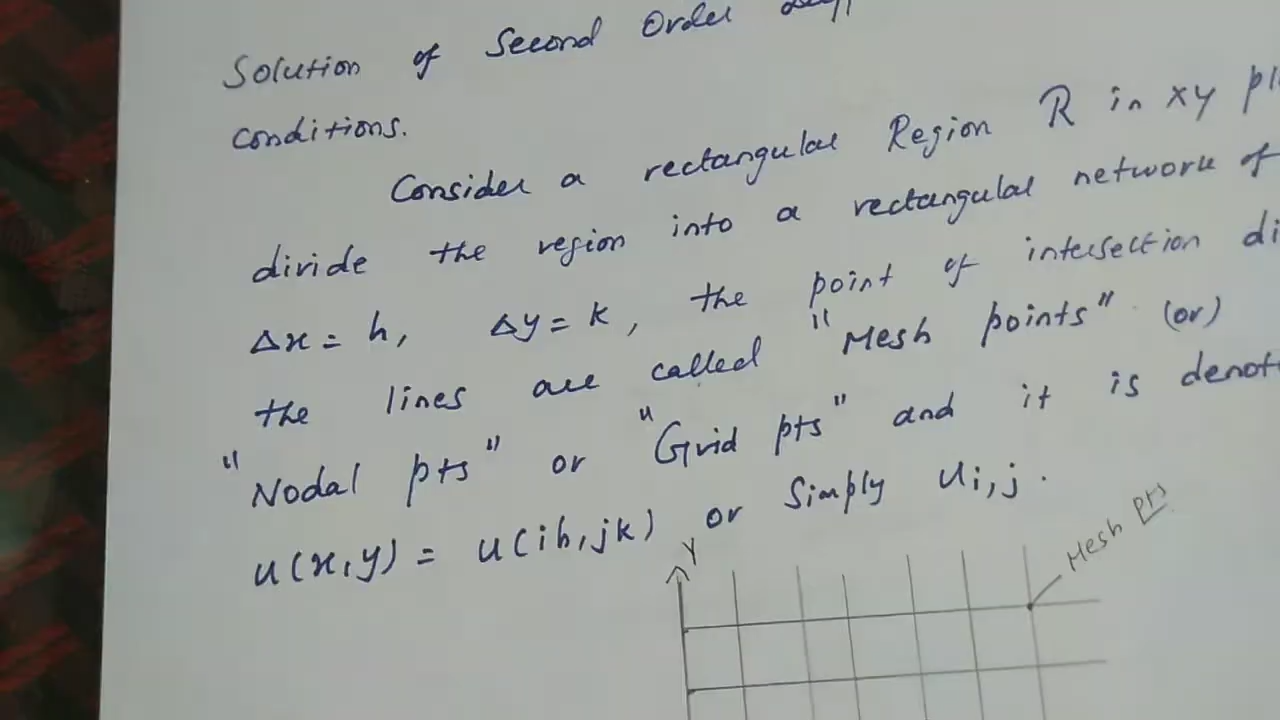 Solution of Second Order
conditions.
Consider a rectangular Region R in xy
divide the region into a rectangular network of
Δx = h, Δy = k, the point of intersection
the lines are called "Mesh points" (or)
"Nodal pts" or "Grid pts" and it is
u(x,y) = u(ih,jk) or Simply ui,j.
Mesh pts
Y